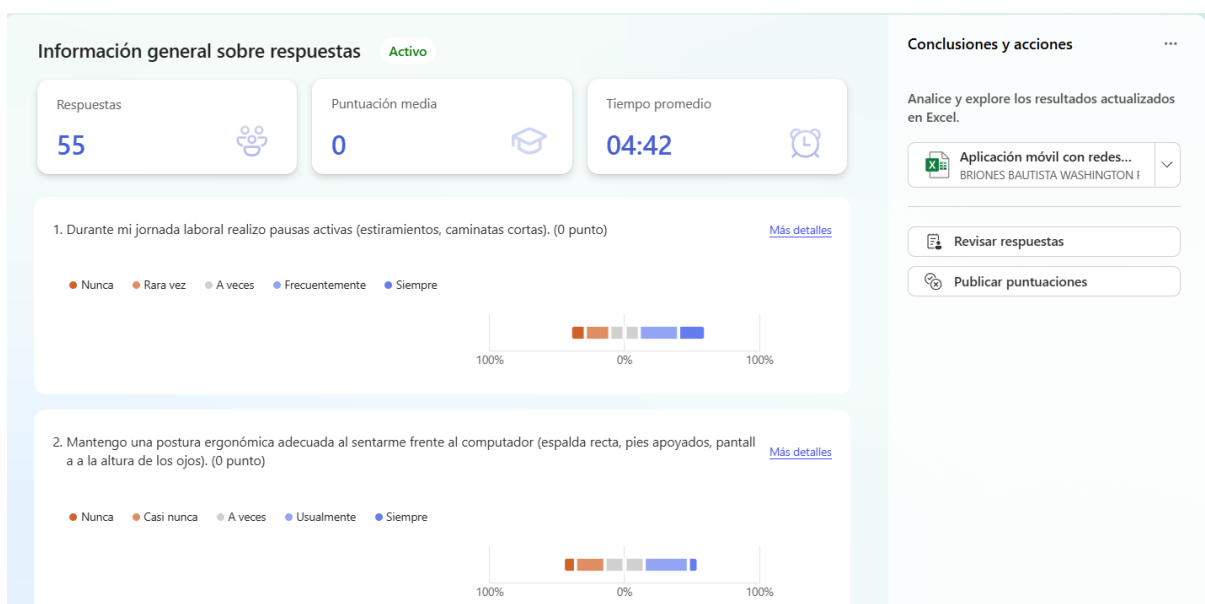 Información general sobre respuestas Activo
Respuestas
55
Puntuación media
0
Tiempo promedio
04:42
1. Durante mi jornada laboral realizo pausas activas (estiramientos, caminatas cortas). (0 punto)
Más detalles
Nunca Rara vez A veces Frecuentemente Siempre
100% 0% 100%
2. Mantengo una postura ergonómica adecuada al sentarme frente al computador (espalda recta, pies apoyados, pantall
a a la altura de los ojos). (0 punto)
Más detalles
Nunca Casi nunca A veces Usualmente Siempre
100% 0% 100%
Conclusiones y acciones
Analice y explore los resultados actualizados
en Excel.
Aplicación móvil con redes...
BRIONES BAUTISTA WASHINGTON
Revisar respuestas
Publicar puntuaciones